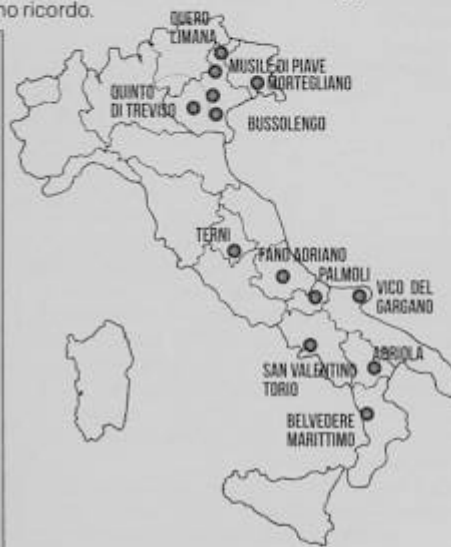 no ricordo.
QUERO
LIMANA
MUSILE DI PIAVE
MORTEGLIANO
QUINTO
DI TREVISO
BUSSOLENGO
TERNI
FANO ADRIANO
PALMOLI
VICO DEL
GARGANO
ABRIOLA
SAN VALENTINO
TORIO
BELVEDERE
MARITTIMO